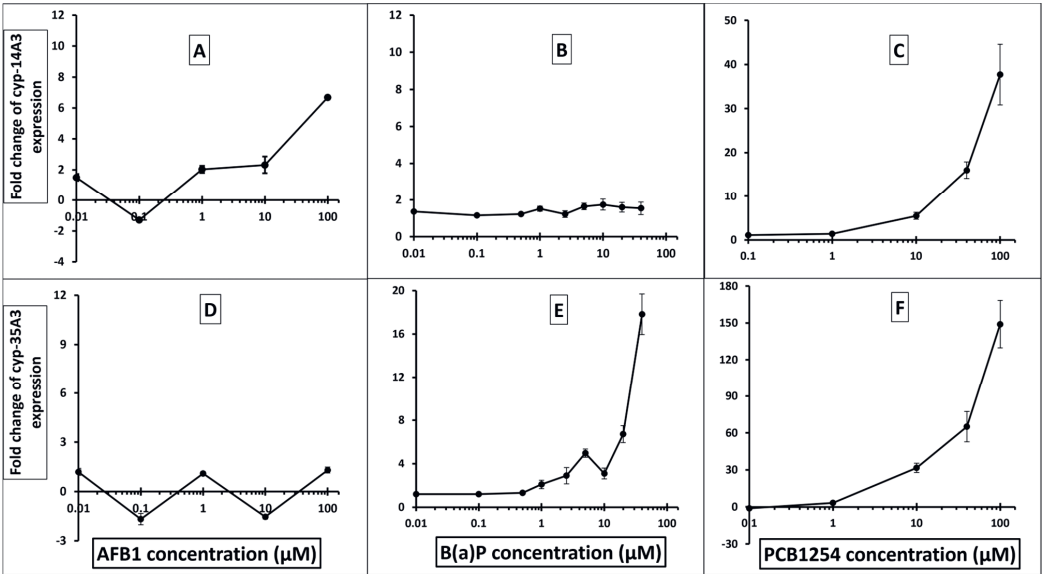 Fold change of cyp-14A3
expression
A
12
10
8
6
4
2
0
-2
-4
0.01 0.1 1 10 100
B
12
10
8
6
4
2
0
0.01 0.1 1 10 100
C
50
40
30
20
10
0
0.1 1 10 100
Fold change of cyp-35A3
expression
D
12
9
6
3
0
-3
0.01 0.1 1 10 100
AFB1 concentration (μM)
E
20
16
12
8
4
0
0.01 0.1 1 10 100
B(a)P concentration (μM)
F
180
150
120
90
60
30
0
-30
0.1 1 10 100
PCB1254 concentration (μM)